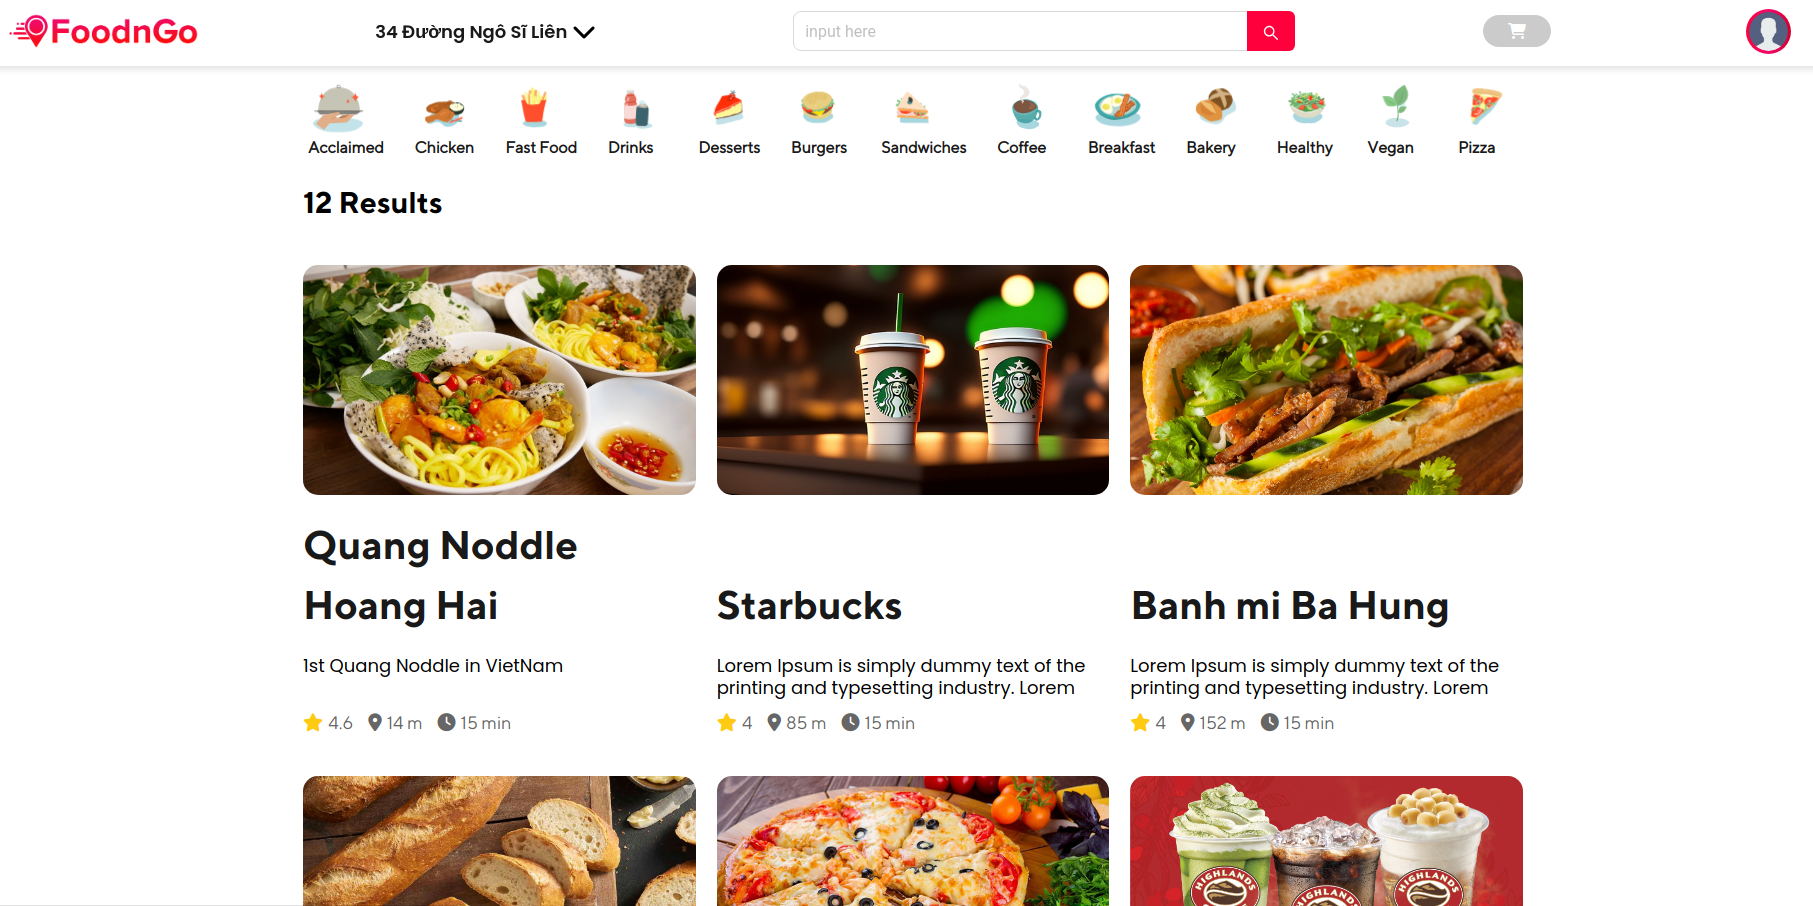 FoodnGo
34 Đường Ngô Sĩ Liên
input here
Acclaimed
Chicken
Fast Food
Drinks
Desserts
Burgers
Sandwiches
Coffee
Breakfast
Bakery
Healthy
Vegan
Pizza
12 Results
Quang Noddle
Hoang Hai
1st Quang Noddle in VietNam
4.6 14 m 15 min
Starbucks
Lorem Ipsum is simply dummy text of the
printing and typesetting industry. Lorem
4 85 m 15 min
Banh mi Ba Hung
Lorem Ipsum is simply dummy text of the
printing and typesetting industry. Lorem
4 152 m 15 min
HIGHLANDS
HIGHLANDS
HIGHLANDS